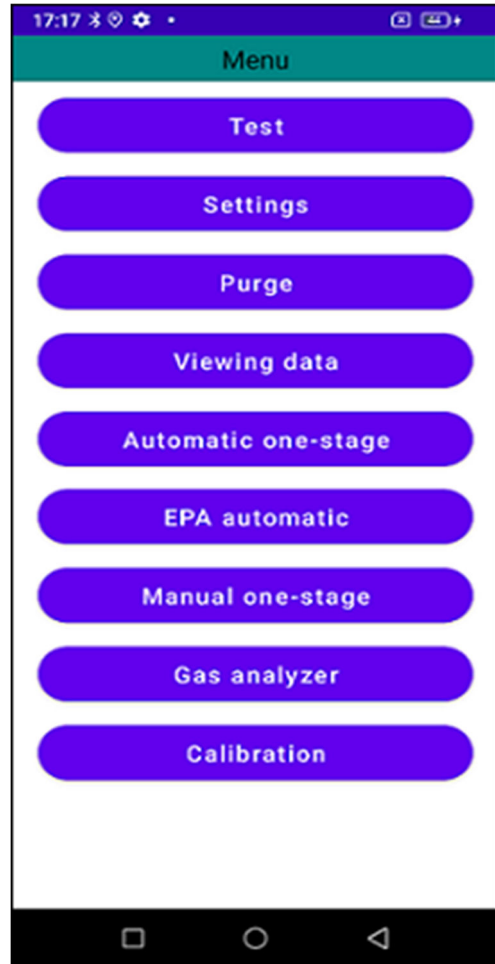 17:17
44
Menu
Test
Settings
Purge
Viewing data
Automatic one-stage
EPA automatic
Manual one-stage
Gas analyzer
Calibration